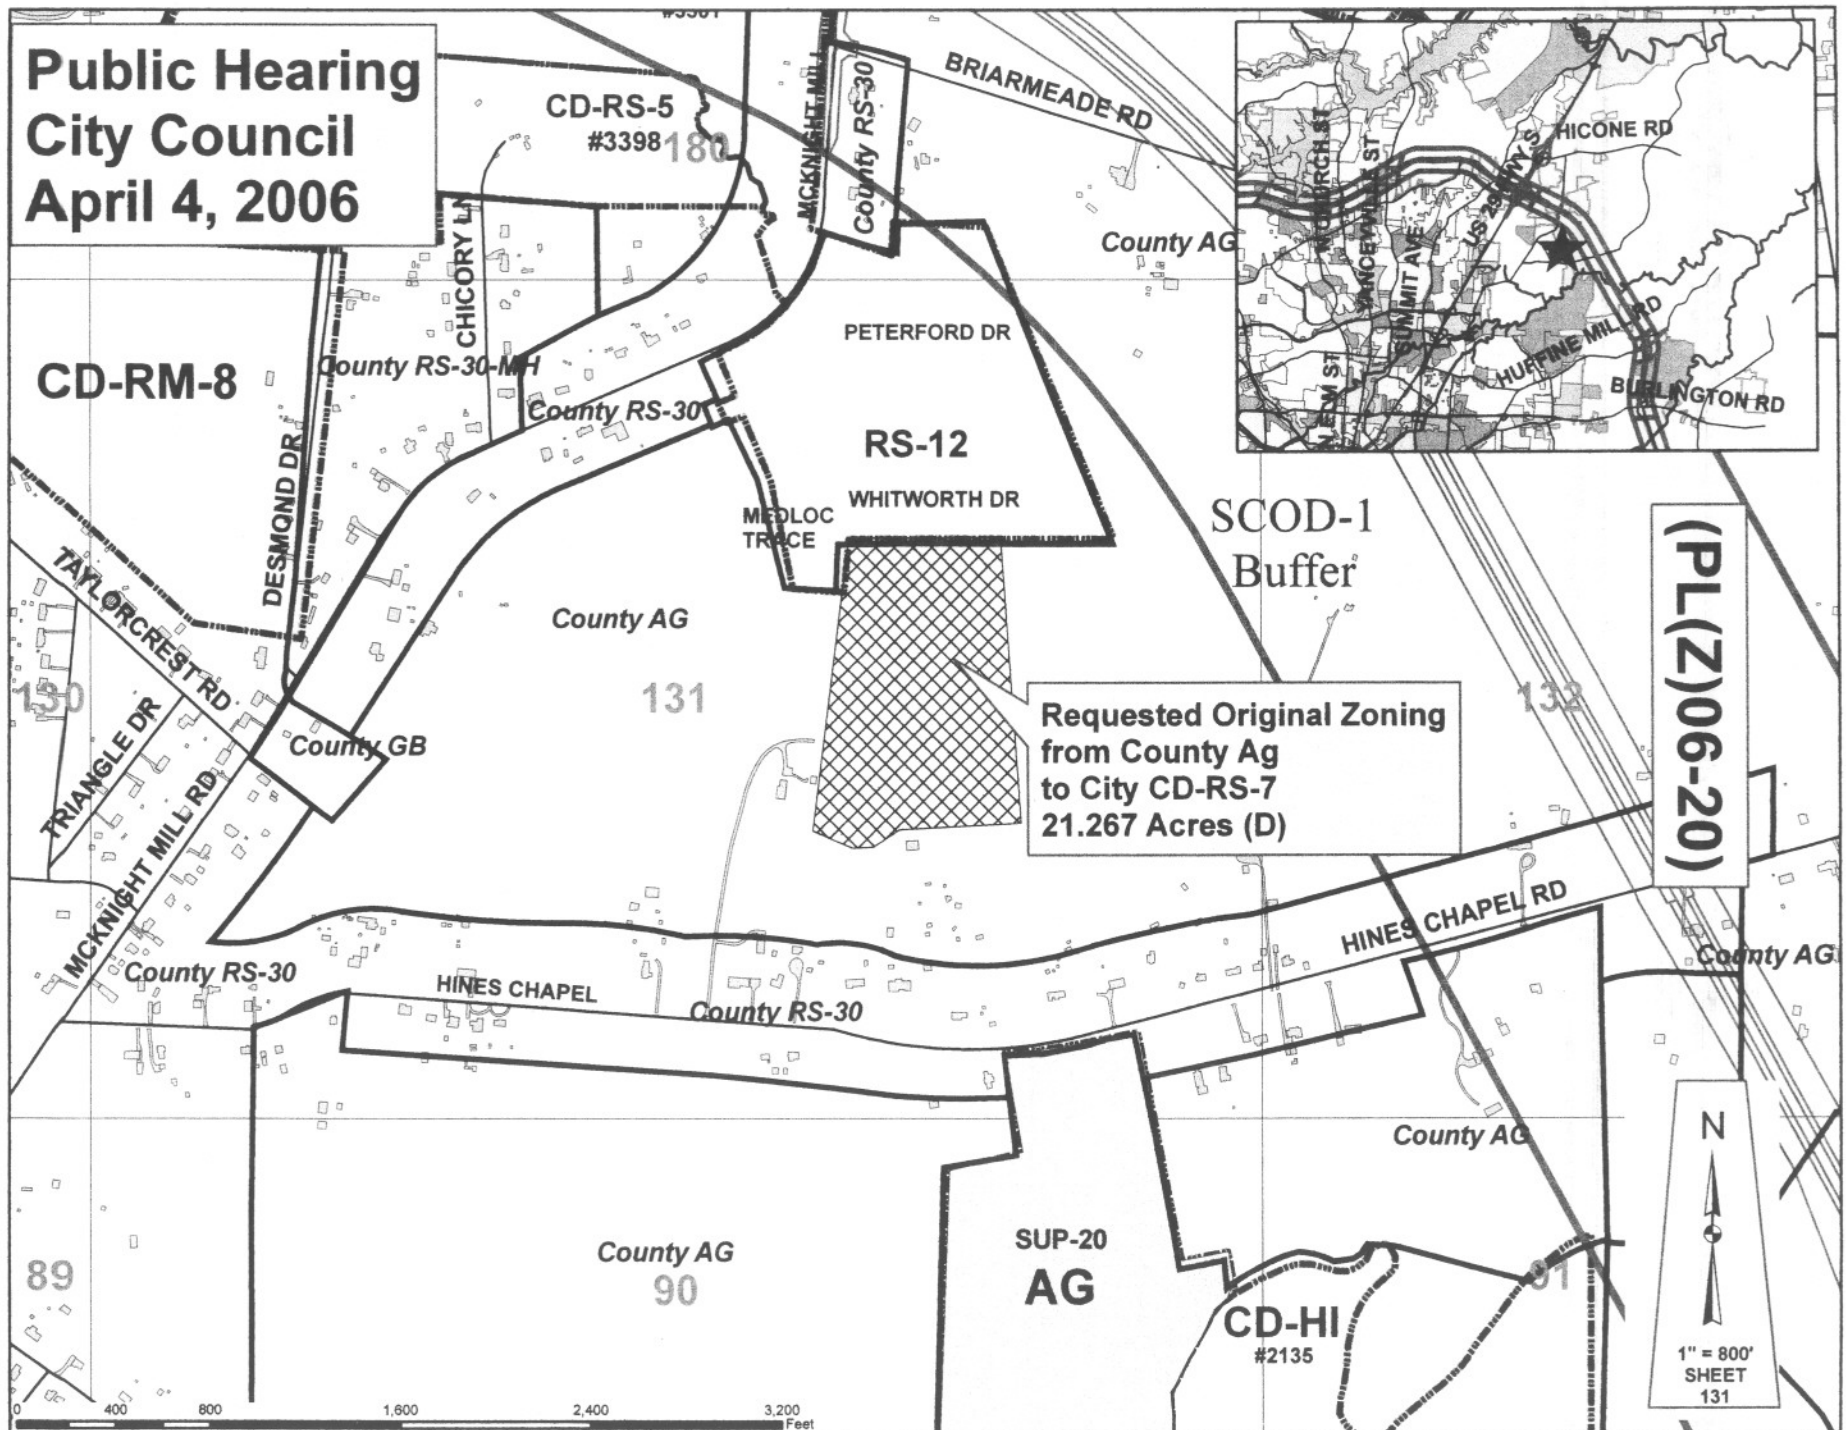 Public Hearing
City Council
April 4, 2006
CD-RS-5
#3398
180
MCKNIGHT MILL
County RS-30
BRIARMEADE RD
County AG
CHICORY LN
CD-RM-8
County RS-30-MH
County RS-30
PETERFORD DR
RS-12
WHITWORTH DR
MEDLOC
TRACE
DESMOND DR
TAYLORCREST RD
SCOD-1
Buffer
County AG
130
131
132
TRIANGLE DR
County GB
MCKNIGHT MILL RD
Requested Original Zoning
from County Ag
to City CD-RS-7
21.267 Acres (D)
(PL(Z)06-20)
HINES CHAPEL RD
County AG
County RS-30
HINES CHAPEL
County RS-30
County AG
County AG
SUP-20
AG
89
90
91
CD-HI
#2135
HICONE RD
N CHURCH ST
YANCEYVILLE ST
SUMMIT AVE
HUFFINE MILL RD
BURLINGTON RD
N ELM ST
N
1" = 800'
SHEET
131
0 400 800 1,600 2,400 3,200
Feet